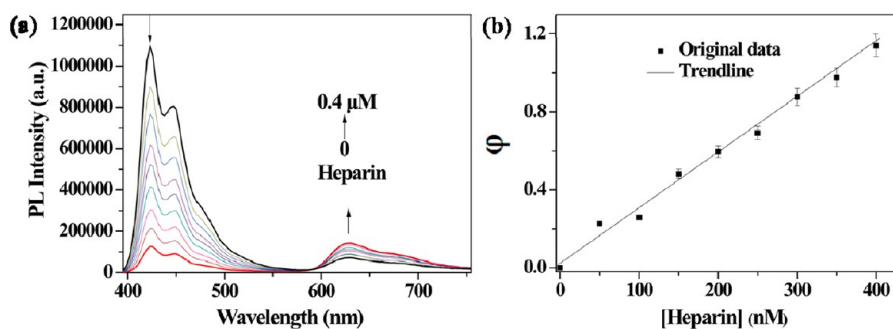 (a)
1200000
1000000
800000
600000
400000
200000
0
PL Intensity (a.u.)
0.4 μM
0
Heparin
400
500
600
700
Wavelength (nm)
(b)
1.2
0.8
0.4
0.0
φ
Original data
Trendline
0
100
200
300
400
[Heparin] (nM)